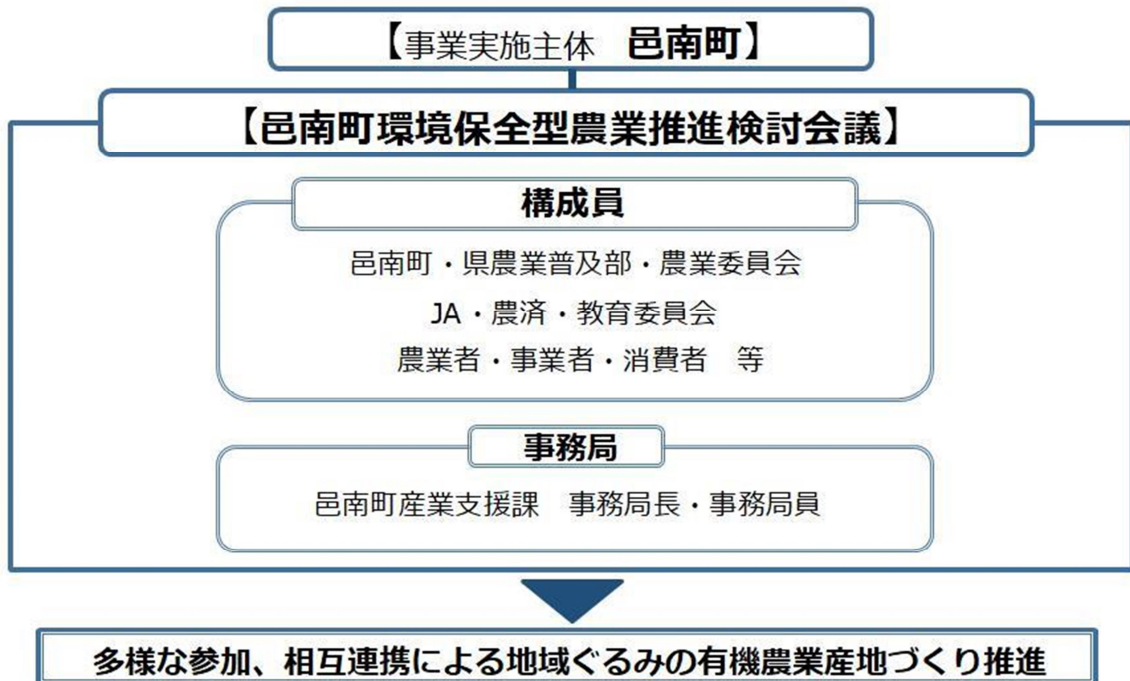 【事業実施主体　邑南町】
【邑南町環境保全型農業推進検討会議】
構成員
邑南町・県農業普及部・農業委員会
JA・農済・教育委員会
農業者・事業者・消費者　等
事務局
邑南町産業支援課　事務局長・事務局員
多様な参加、相互連携による地域ぐるみの有機農業産地づくり推進